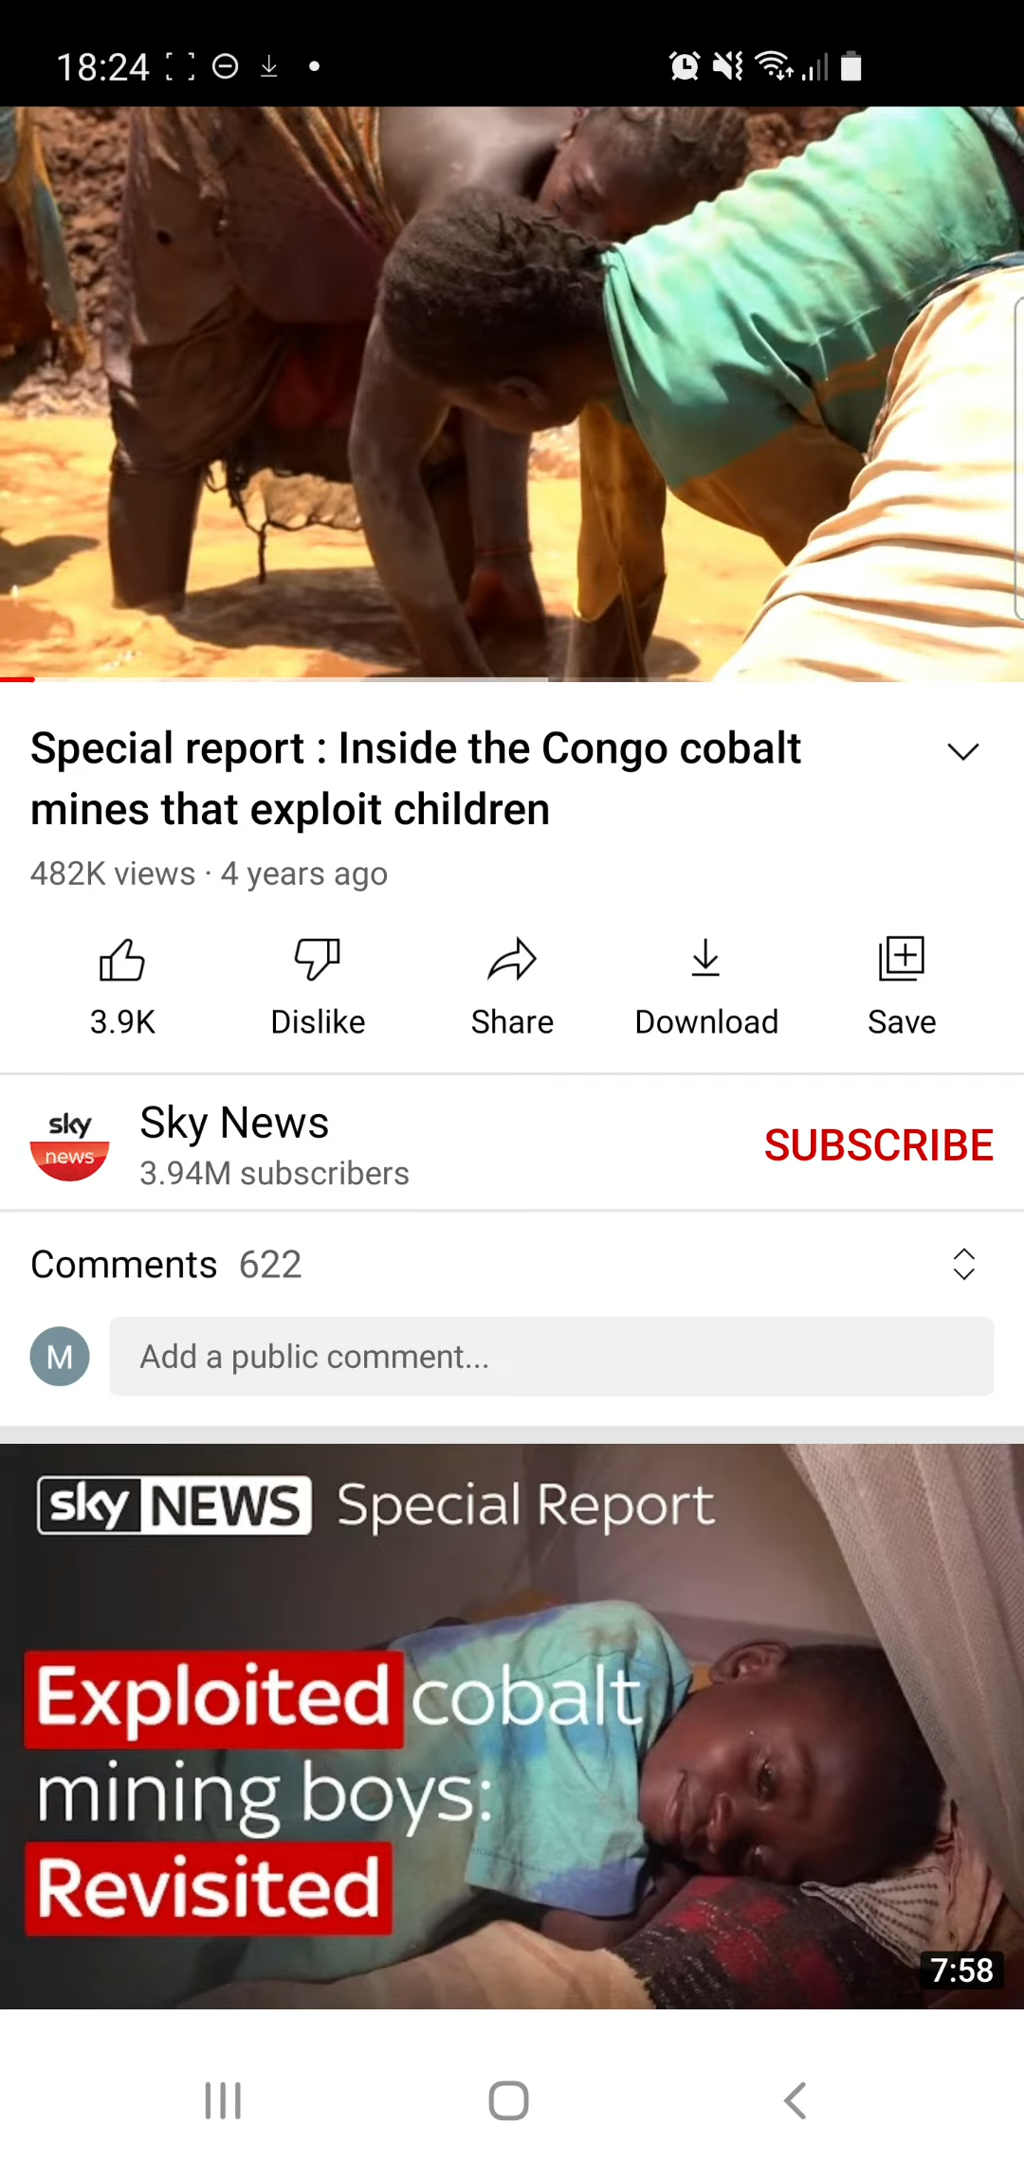 18:24
Special report : Inside the Congo cobalt
mines that exploit children
482K views · 4 years ago
3.9K Dislike Share Download Save
sky
news
Sky News
3.94M subscribers
SUBSCRIBE
Comments 622
M
Add a public comment...
sky NEWS Special Report
Exploited cobalt
mining boys:
Revisited
7:58